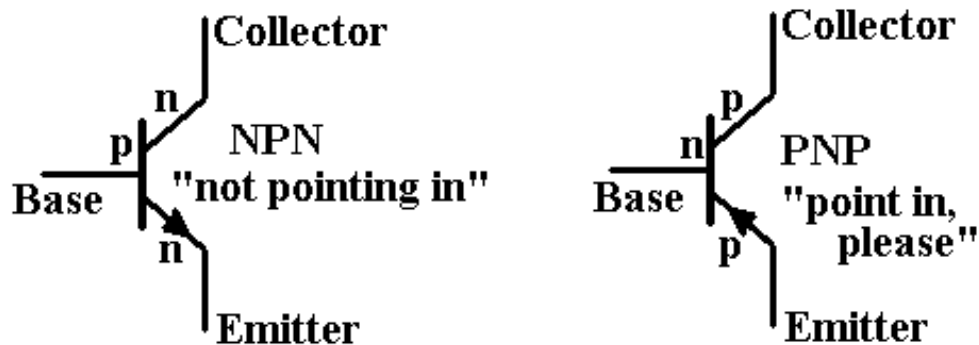 Collector
n
p
NPN
Base
"not pointing in"
n
Emitter
Collector
p
n
PNP
Base
"point in,
please"
p
Emitter